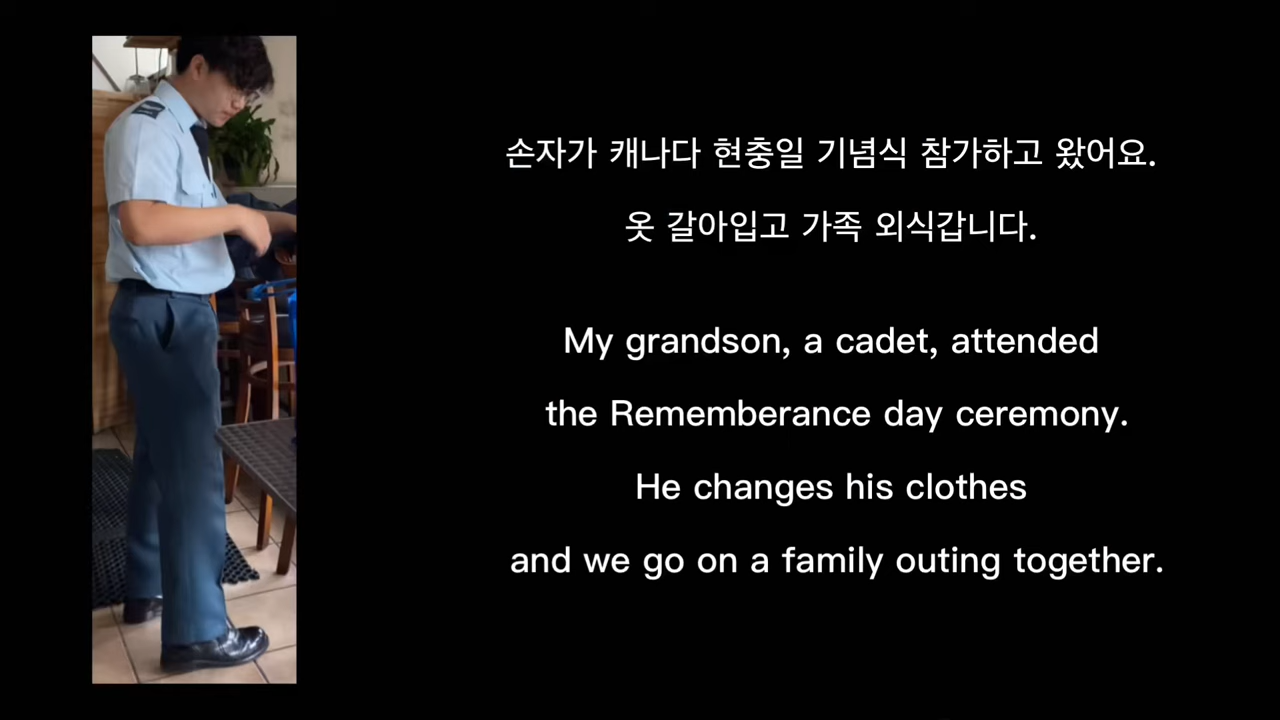 손자가 캐나다 현충일 기념식 참가하고 왔어요.
옷 갈아입고 가족 외식갑니다.
My grandson, a cadet, attended
the Rememberance day ceremony.
He changes his clothes
and we go on a family outing together.